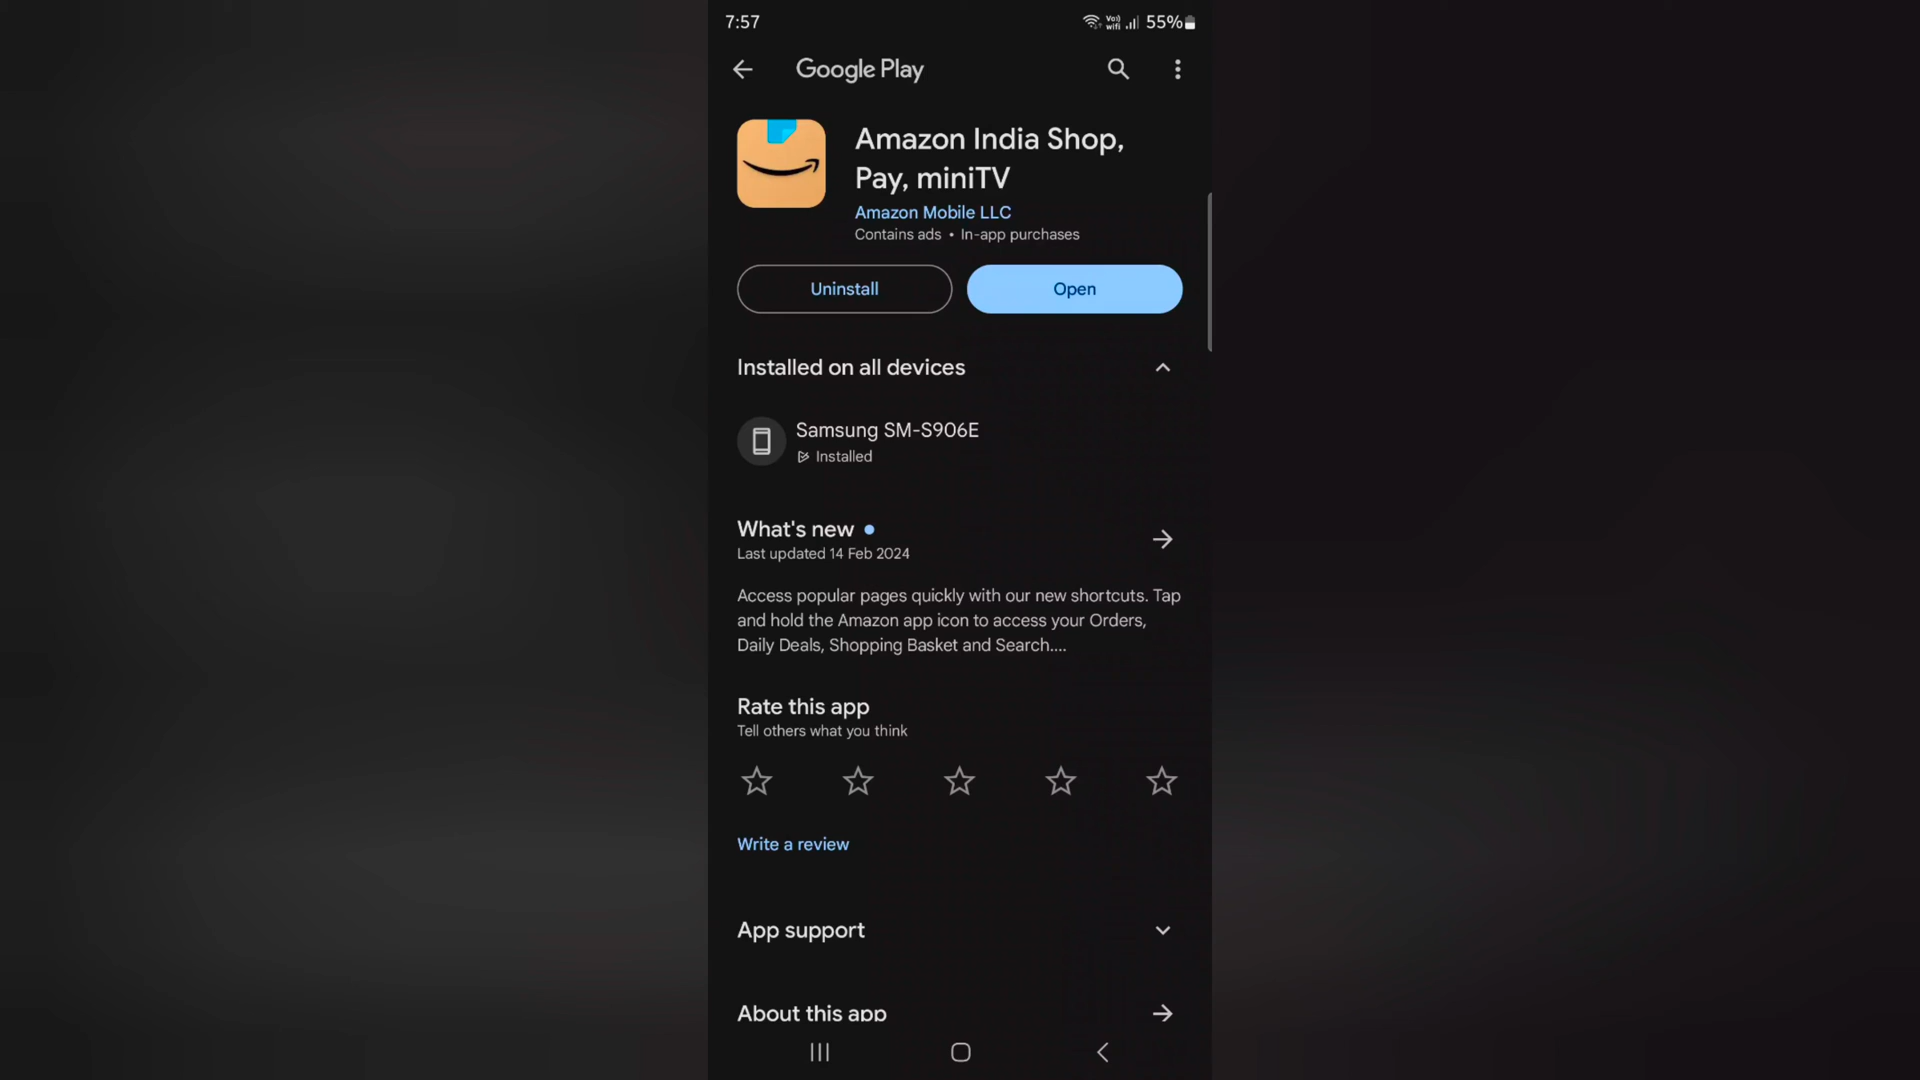 7:57
Vo)) wifi 55%
Google Play
Amazon India Shop,
Pay, miniTV
Amazon Mobile LLC
Contains ads • In-app purchases
Uninstall
Open
Installed on all devices
Samsung SM-S906E
Installed
What's new
Last updated 14 Feb 2024
Access popular pages quickly with our new shortcuts. Tap
and hold the Amazon app icon to access your Orders,
Daily Deals, Shopping Basket and Search....
Rate this app
Tell others what you think
Write a review
App support
About this app